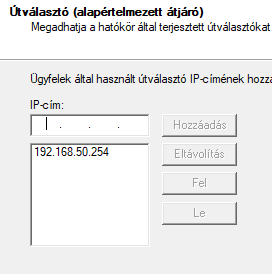 Útválasztó (alapértelmezett átjáró)
Megadhatja a hatókör által terjesztett útválasztókat
Ügyfelek által használt útválasztó IP-címének
IP-cím:
. . .
Hozzáadás
192.168.50.254
Eltávolítás
Fel
Le